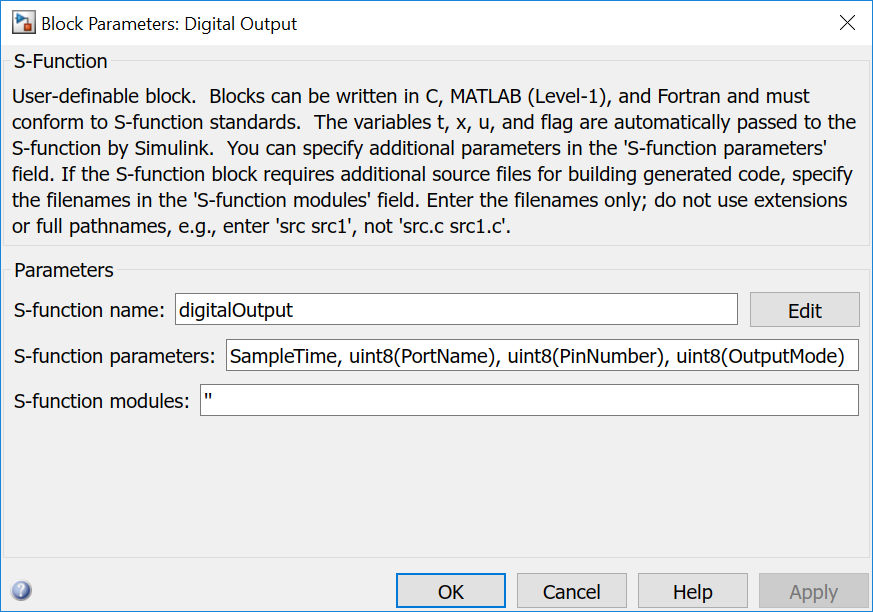 Block Parameters: Digital Output
S-Function
User-definable block.  Blocks can be written in C, MATLAB (Level-1), and Fortran and must
conform to S-function standards.  The variables t, x, u, and flag are automatically passed to the
S-function by Simulink.  You can specify additional parameters in the 'S-function parameters'
field. If the S-function block requires additional source files for building generated code, specify
the filenames in the 'S-function modules' field. Enter the filenames only; do not use extensions
or full pathnames, e.g., enter 'src src1', not 'src.c src1.c'.
Parameters
S-function name: digitalOutput Edit
S-function parameters: SampleTime, uint8(PortName), uint8(PinNumber), uint8(OutputMode)
S-function modules: ''
? OK Cancel Help Apply